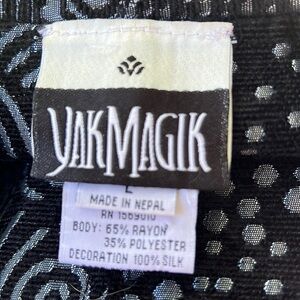 YAKMAGIK
L
MADE IN NEPAL
RN 1569010
BODY: 65% RAYON
35% POLYESTER
DECORATION 100% SILK